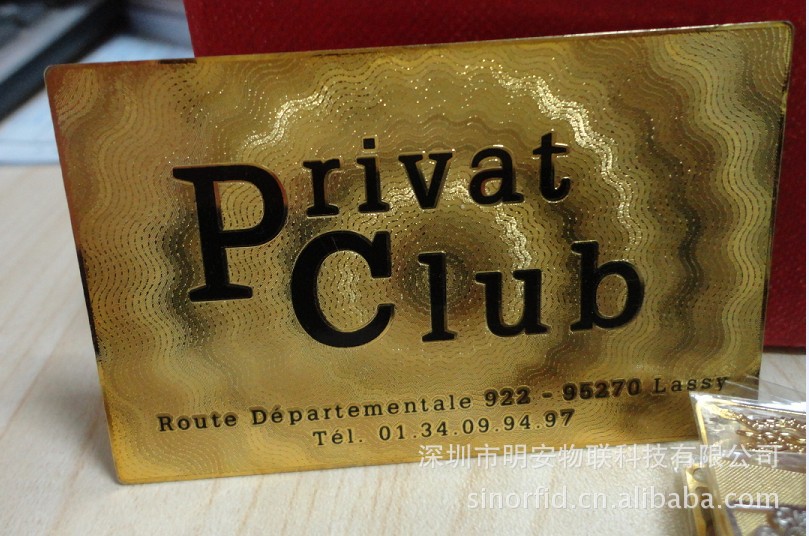 Privat
Club
Route Départementale 922 - 95270 Lassy
Tél. 01.34.09.94.97
深圳市明安物联科技有限公司
sinorfid.cn.alibaba.com